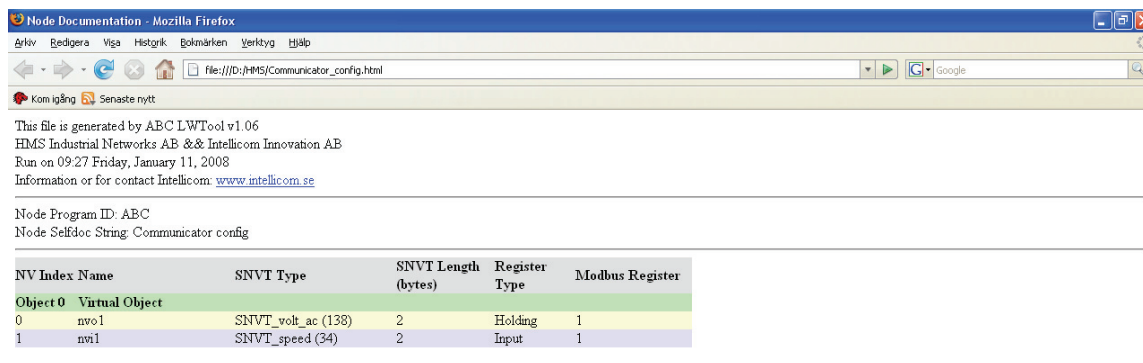 Node Documentation - Mozilla Firefox
Arkiv Redigera Visa Historik Bokmärken Verktyg Hjälp
file:///D:/HMS/Communicator_config.html
G Google
Kom igång Senaste nytt
This file is generated by ABC LWTool v1.06
HMS Industrial Networks AB && Intellicom Innovation AB
Run on 09:27 Friday, January 11, 2008
Information or for contact Intellicom: www.intellicom.se
Node Program ID: ABC
Node Selfdoc String: Communicator config
NV Index Name SNVT Type SNVT Length (bytes) Register Type Modbus Register
Object 0 Virtual Object
0 nvo1 SNVT_volt_ac (138) 2 Holding 1
1 nvi1 SNVT_speed (34) 2 Input 1